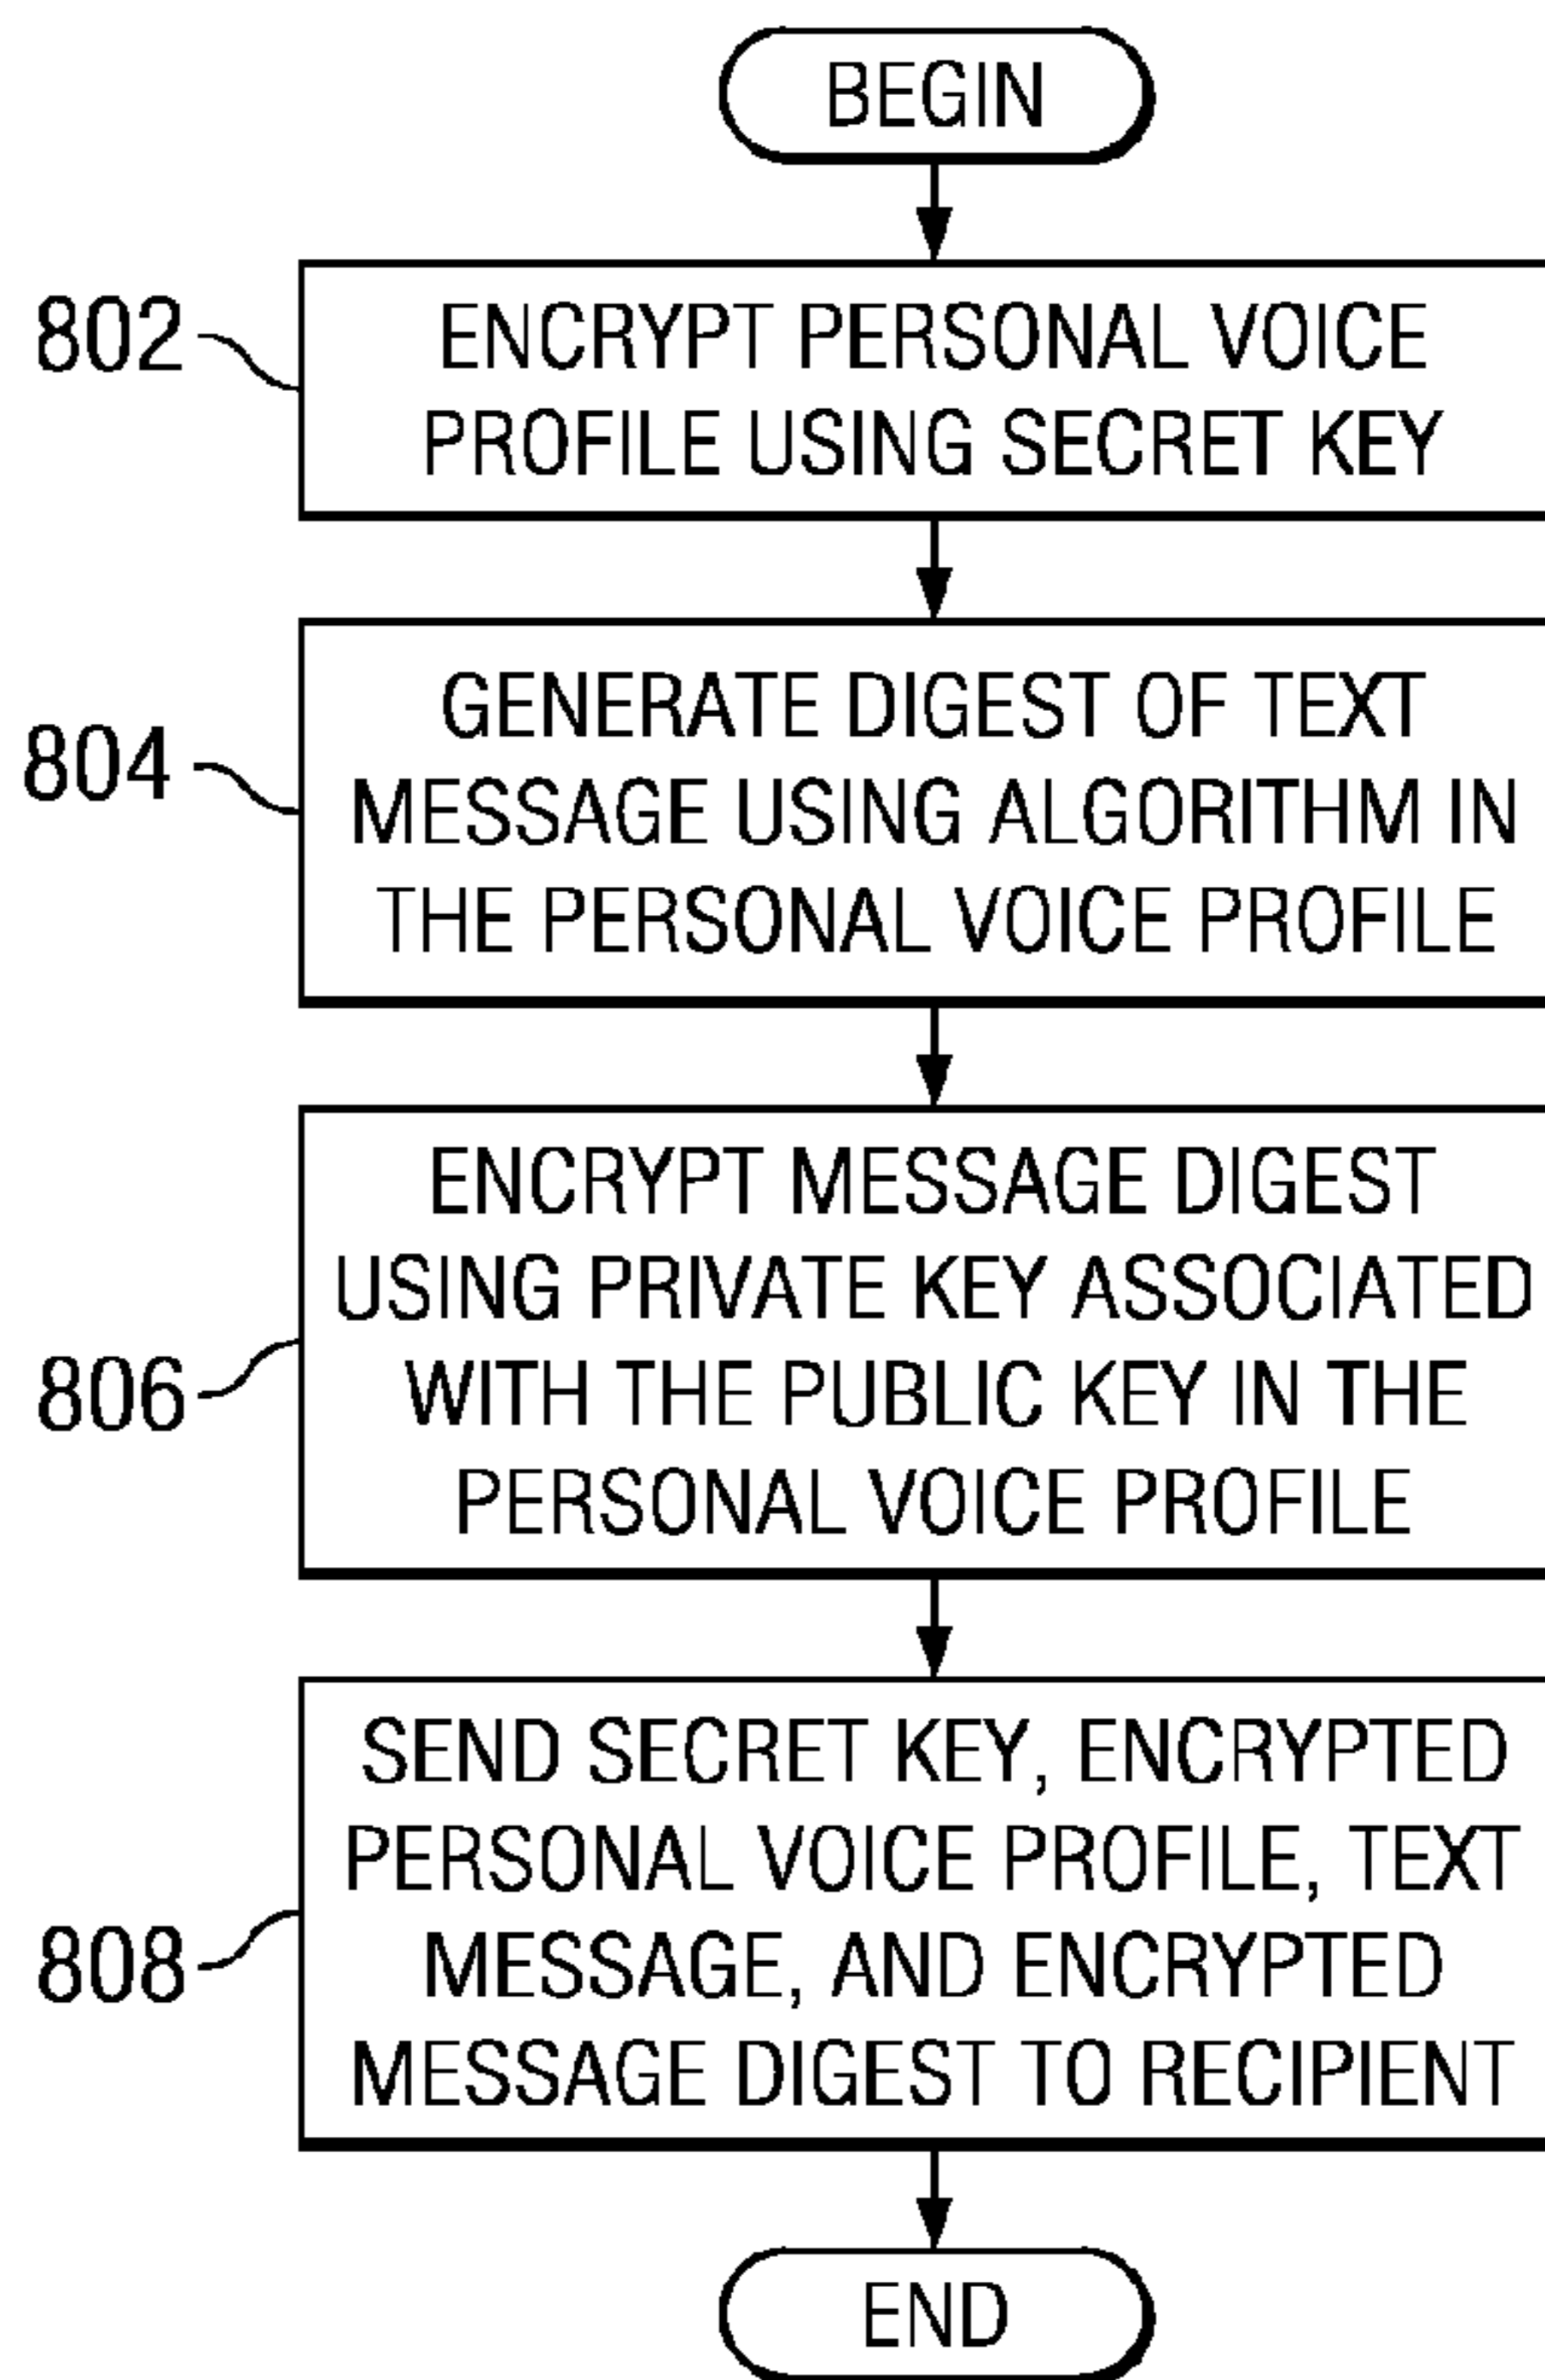 BEGIN
802
ENCRYPT PERSONAL VOICE
PROFILE USING SECRET KEY
804
GENERATE DIGEST OF TEXT
MESSAGE USING ALGORITHM IN
THE PERSONAL VOICE PROFILE
806
ENCRYPT MESSAGE DIGEST
USING PRIVATE KEY ASSOCIATED
WITH THE PUBLIC KEY IN THE
PERSONAL VOICE PROFILE
808
SEND SECRET KEY, ENCRYPTED
PERSONAL VOICE PROFILE, TEXT
MESSAGE, AND ENCRYPTED
MESSAGE DIGEST TO RECIPIENT
END